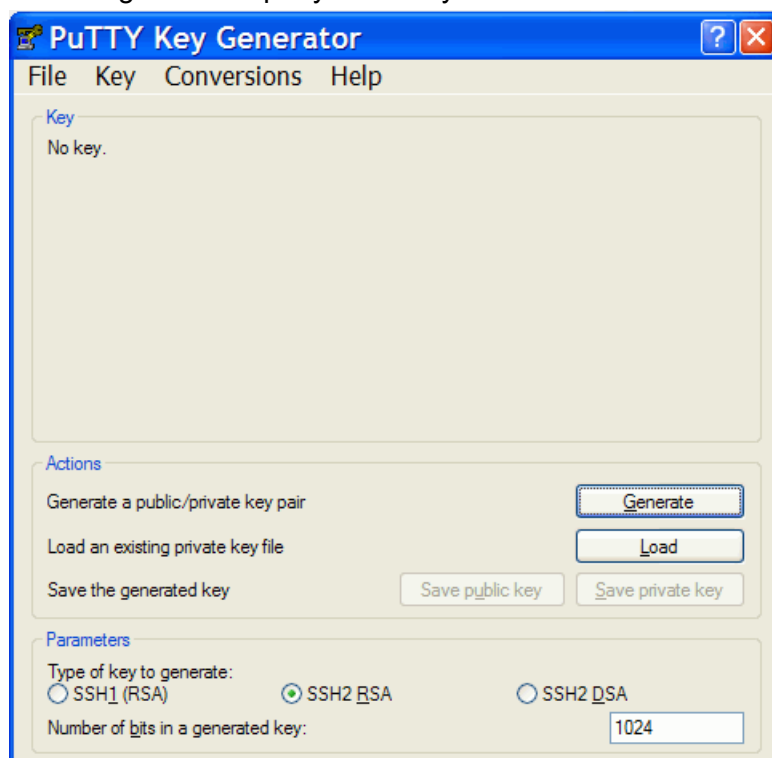 PuTTY Key Generator
File Key Conversions Help
Key
No key.
Actions
Generate a public/private key pair Generate
Load an existing private key file Load
Save the generated key Save public key Save private key
Parameters
Type of key to generate:
SSH1 (RSA) SSH2 RSA SSH2 DSA
Number of bits in a generated key: 1024